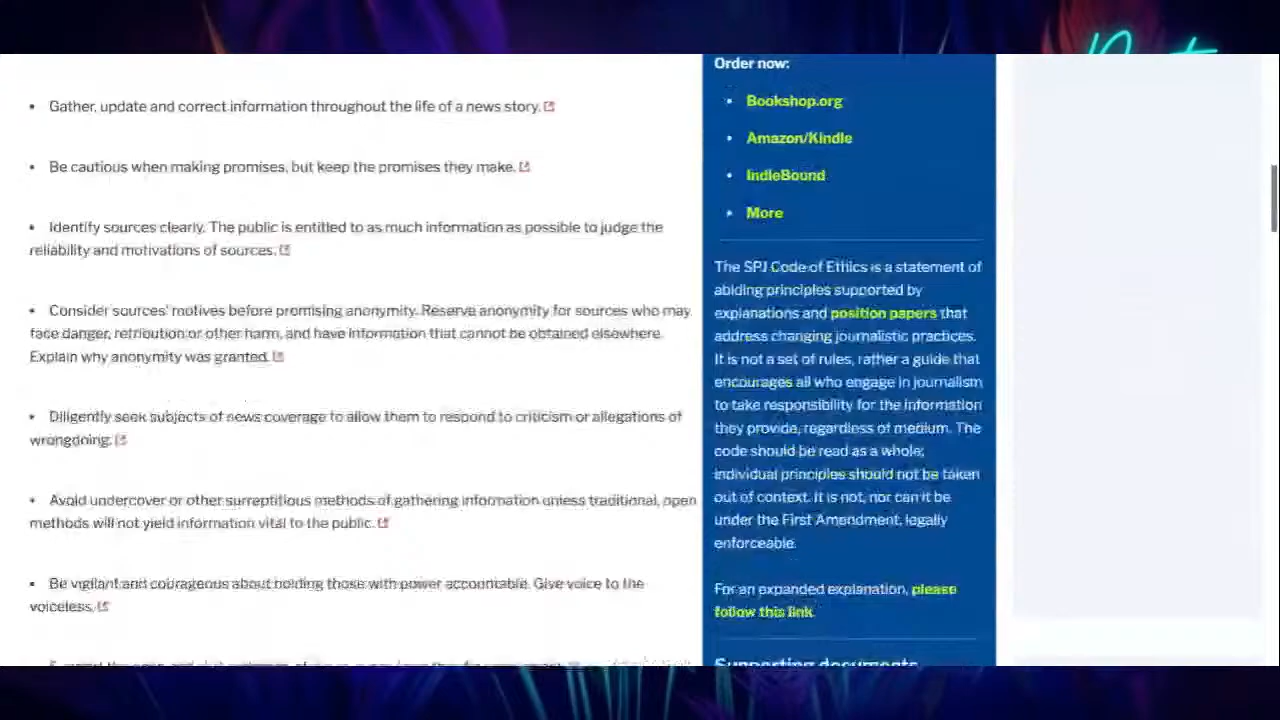 Gather, update and correct information throughout the life of a news story.
Be cautious when making promises, but keep the promises they make.
Identify sources clearly. The public is entitled to as much information as possible to judge the
reliability and motivations of sources.
Consider sources' motives before promising anonymity. Reserve anonymity for sources who may
face danger, retribution or other harm, and have information that cannot be obtained elsewhere.
Explain why anonymity was granted.
Diligently seek subjects of news coverage to allow them to respond to criticism or allegations of
wrongdoing.
Avoid undercover or other surreptitious methods of gathering information unless traditional, open
methods will not yield information vital to the public.
Be vigilant and courageous about holding those with power accountable. Give voice to the
voiceless.
Order now:
Bookshop.org
Amazon/Kindle
IndieBound
More
The SPJ Code of Ethics is a statement of
abiding principles supported by
explanations and position papers that
address changing journalistic practices.
It is not a set of rules, rather a guide that
encourages all who engage in journalism
to take responsibility for the information
they provide, regardless of medium. The
code should be read as a whole;
individual principles should not be taken
out of context. It is not, nor can it be
under the First Amendment, legally
enforceable.
For an expanded explanation, please
follow this link
Supporting documents